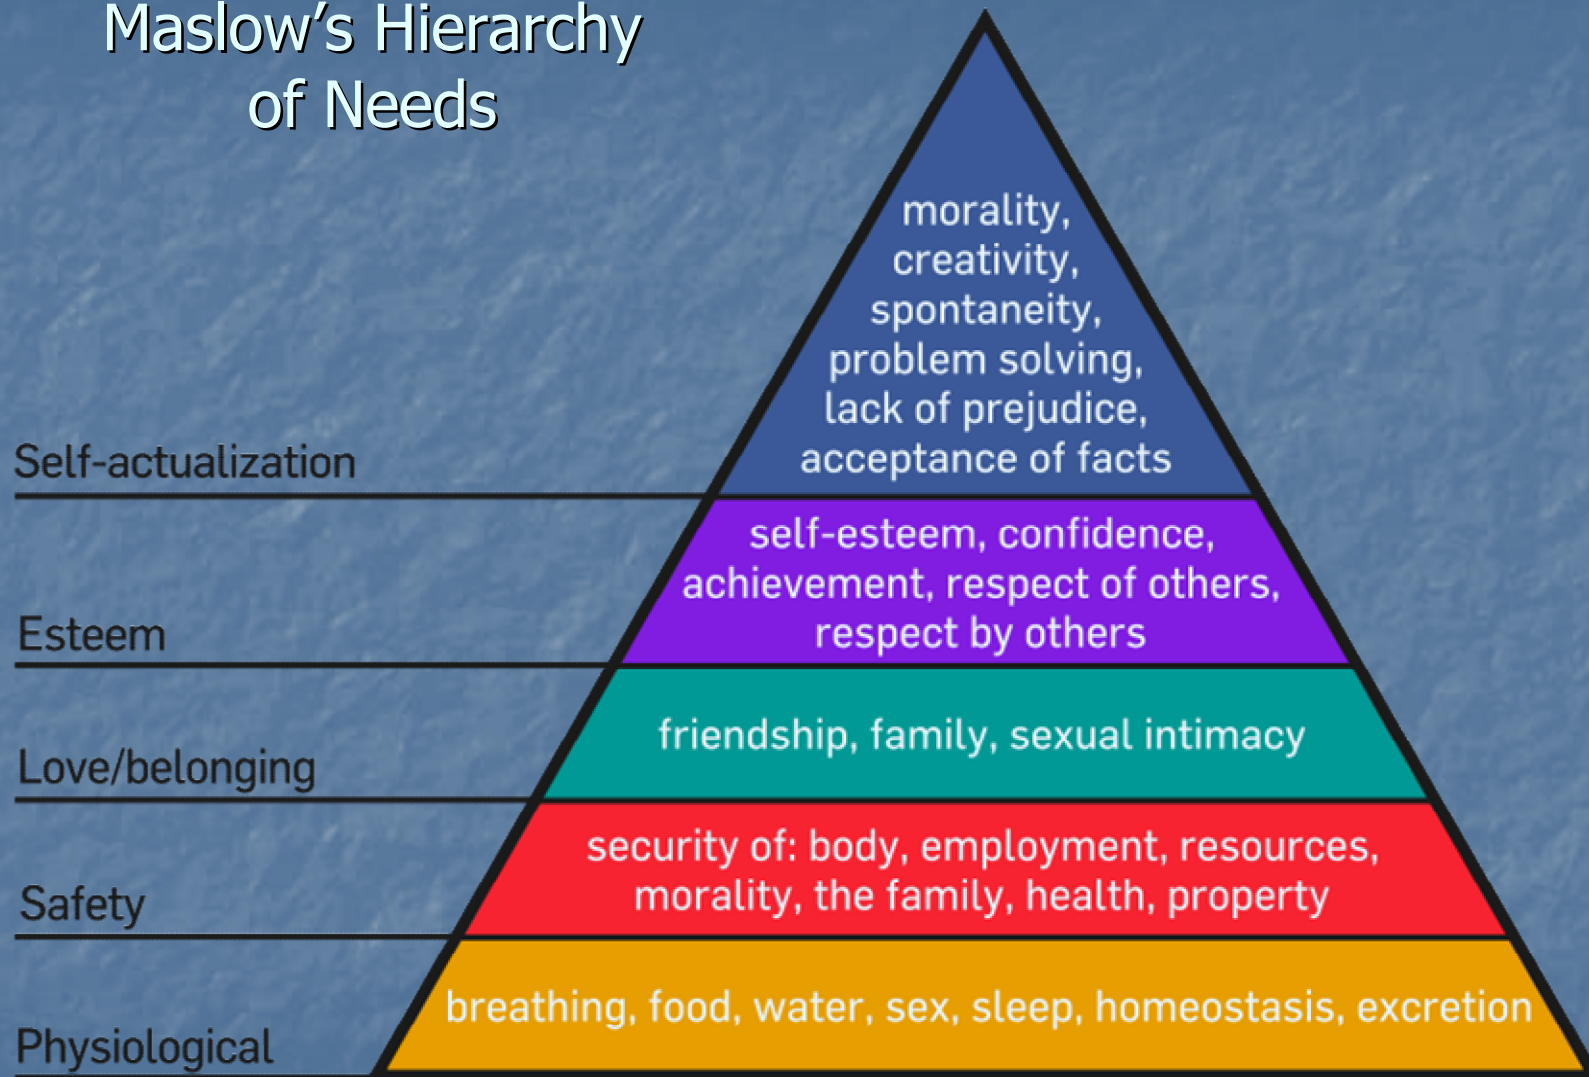 Maslow’s Hierarchy
of Needs
morality,
creativity,
spontaneity,
problem solving,
lack of prejudice,
acceptance of facts
Self-actualization
self-esteem, confidence,
achievement, respect of others,
respect by others
Esteem
friendship, family, sexual intimacy
Love/belonging
security of: body, employment, resources,
morality, the family, health, property
Safety
breathing, food, water, sex, sleep, homeostasis, excretion
Physiological